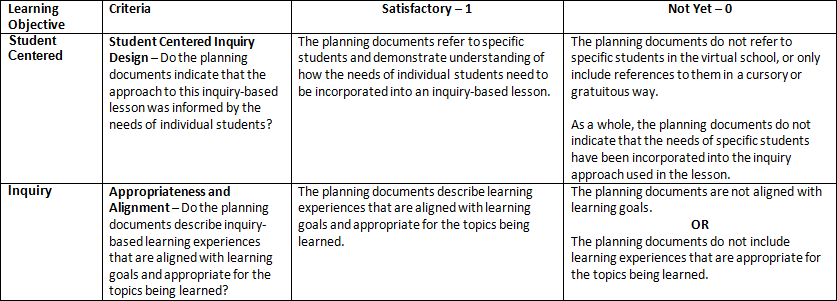 Learning
Objective
Criteria
Satisfactory – 1
Not Yet – 0
Student
Centered
Student Centered Inquiry
Design – Do the planning
documents indicate that the
approach to this inquiry-based
lesson was informed by the
needs of individual students?
The planning documents refer to specific
students and demonstrate understanding of
how the needs of individual students need to
be incorporated into an inquiry-based lesson.
The planning documents do not refer to
specific students in the virtual school, or only
include references to them in a cursory or
gratuitous way.
As a whole, the planning documents do not
indicate that the needs of specific students
have been incorporated into the inquiry
approach used in the lesson.
Inquiry
Appropriateness and
Alignment – Do the planning
documents describe inquiry-
based learning experiences
that are aligned with learning
goals and appropriate for the
topics being learned?
The planning documents describe learning
experiences that are aligned with learning
goals and appropriate for the topics being
learned.
The planning documents are not aligned with
learning goals.
OR
The planning documents do not include
learning experiences that are appropriate for
the topics being learned.